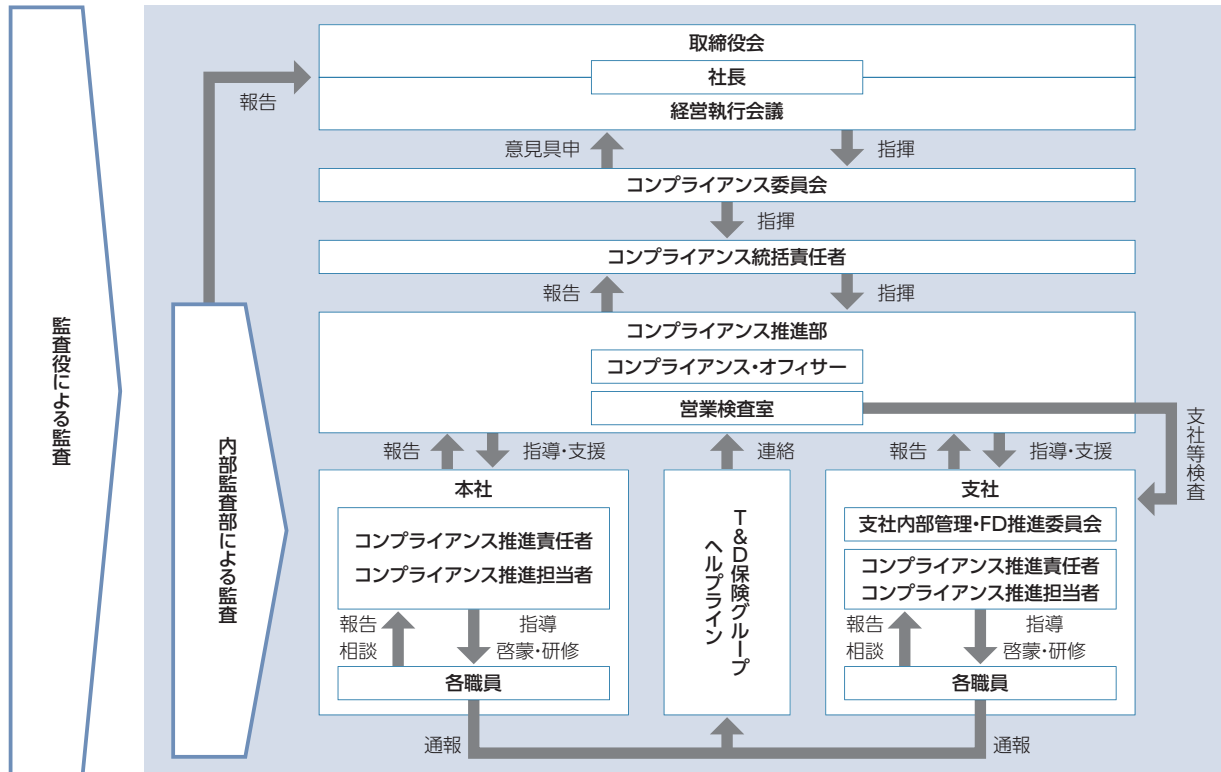 監査役による監査
内部監査部による監査
報告
取締役会
社長
経営執行会議
意見具申
指揮
コンプライアンス委員会
指揮
コンプライアンス統括責任者
報告
指揮
コンプライアンス推進部
コンプライアンス・オフィサー
営業検査室
支社等検査
報告
指導・支援
連絡
報告
指導・支援
本社
コンプライアンス推進責任者
コンプライアンス推進担当者
報告
相談
指導
啓蒙・研修
各職員
T&D保険グループ
ヘルプライン
支社
支社内部管理・FD推進委員会
コンプライアンス推進責任者
コンプライアンス推進担当者
報告
相談
指導
啓蒙・研修
各職員
通報
通報